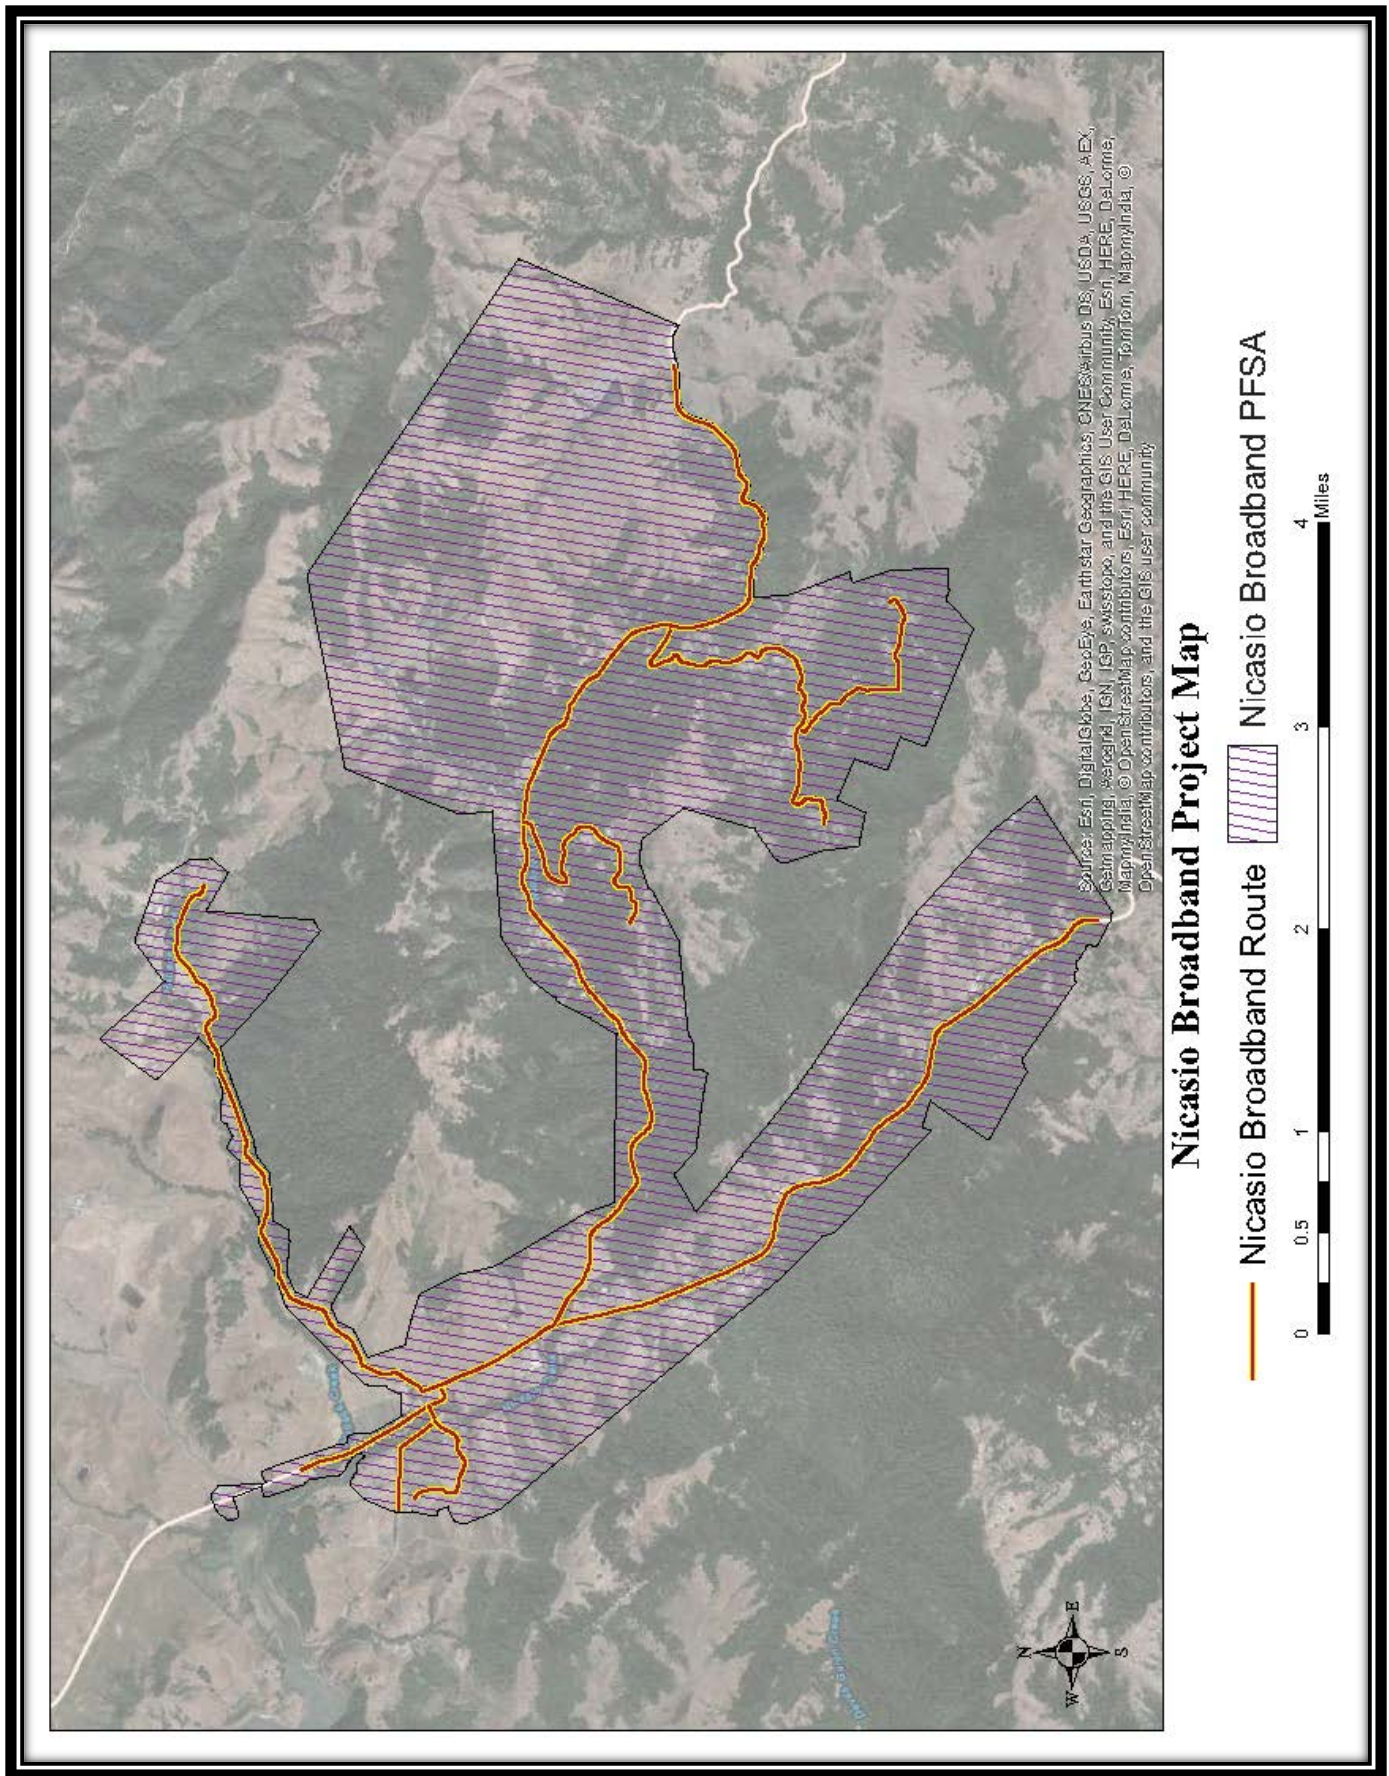 Source: Esri, DigitalGlobe, GeoEye, Earthstar Geographics, CNES/Airbus DS, USDA, USGS, AEX,
Getmapping, Aerogrid, IGN, IGP, swisstopo, and the GIS User Community, Esri, HERE, DeLorme,
MapmyIndia, © OpenStreetMap contributors, Esri, HERE, DeLorme, TomTom, MapmyIndia, ©
OpenStreetMap contributors, and the GIS user community
N
W E
S
Nicasio Broadband Project Map
Nicasio Broadband Route Nicasio Broadband PFSA
0 0.5 1 2 3 4
Miles